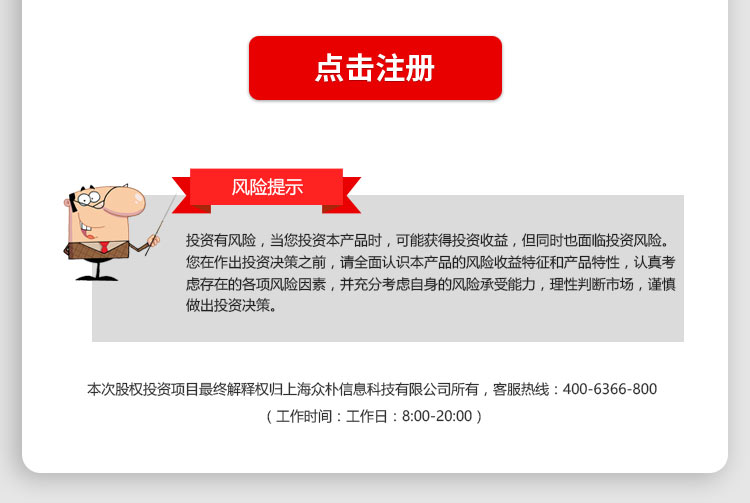 点击注册
风险提示
投资有风险，当您投资本产品时，可能获得投资收益，但同时也面临投资风险。
您在作出投资决策之前，请全面认识本产品的风险收益特征和产品特性，认真考
虑存在的各项风险因素，并充分考虑自身的风险承受能力，理性判断市场，谨慎
做出投资决策。
本次股权投资项目最终解释权归上海众朴信息科技有限公司所有，客服热线：400-6366-800
（工作时间：工作日：8:00-20:00）